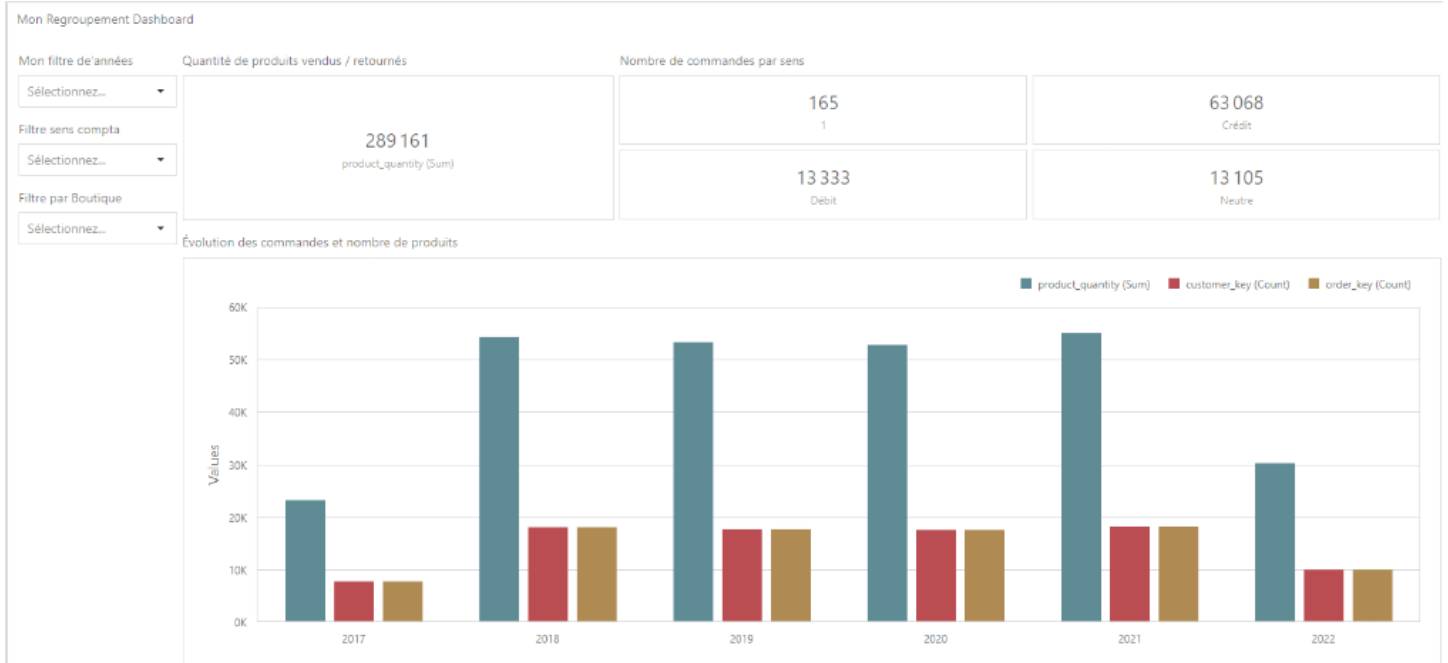 Mon Regroupement Dashboard
Mon filtre de'années
Sélectionnez...
Filtre sens compta
Sélectionnez...
Filtre par Boutique
Sélectionnez...
Quantité de produits vendus / retournés
289 161
product_quantity (Sum)
Nombre de commandes par sens
165
1
63 068
Crédit
13 333
Débit
13 105
Neutre
Évolution des commandes et nombre de produits
product_quantity (Sum) customer_key (Count) order_key (Count)
Values
60K
50K
40K
30K
20K
10K
0K
2017 2018 2019 2020 2021 2022